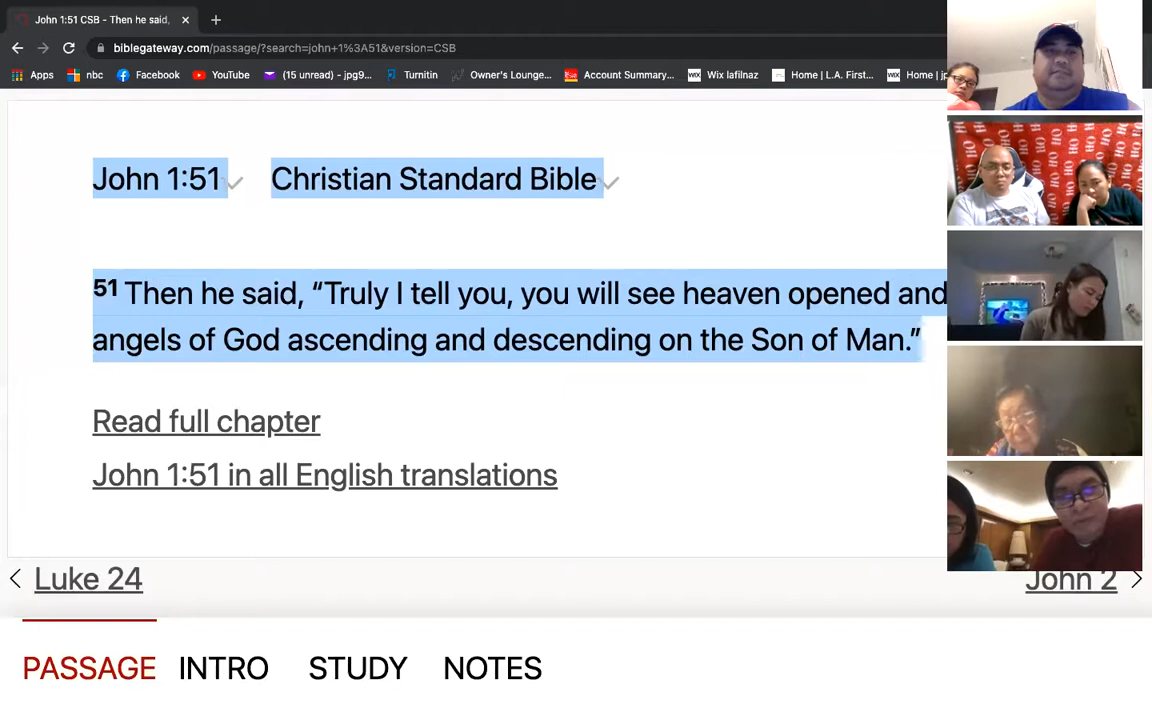 John 1:51 CSB - Then he said,
biblegateway.com/passage/?search=john+1%3A51&version=CSB
Apps nbc Facebook YouTube (15 unread) - jpg9... Turnitin Owner's Lounge... Account Summary... Wix lafilnaz Home | L.A. First... Home | jp
John 1:51 Christian Standard Bible
51 Then he said, “Truly I tell you, you will see heaven opened and
angels of God ascending and descending on the Son of Man.”
Read full chapter
John 1:51 in all English translations
Luke 24 John 2
PASSAGE INTRO STUDY NOTES